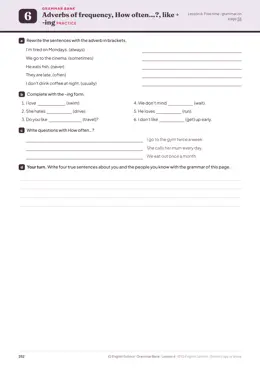 6
GRAMMAR BANK
Adverbs of frequency, How often...?, like +
-ing PRACTICE
a Rewrite the sentences with the adverb in brackets.
I'm tired on Mondays. (always)
We go to the cinema. (sometimes)
He eats fish. (never)
They are late. (often)
I don't drink coffee at night. (usually)
b Complete with the -ing form.
1. I love (swim)
2. She hates (drive)
3. Do you like (travel)?
4. We don't mind (wait)
5. He loves (run)
6. I don't like (get) up early
c Write questions with How often...?
I go to the gym twice a week.
She calls her mum every day.
We eat out once a month.
d Your turn. Write four true sentences about you and the people you know with the grammar of this page.